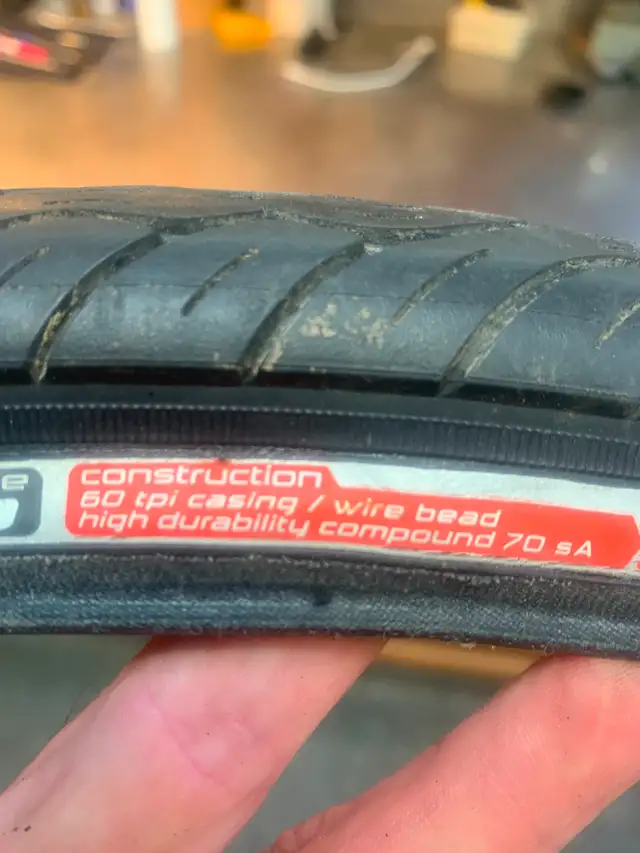 construction
60 tpi casing / wire bead
high durability compound 70 sA